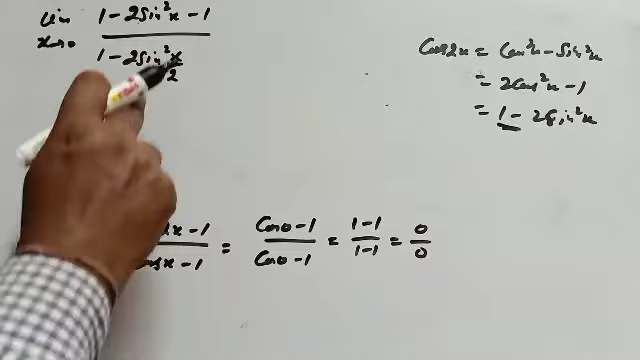 lim 1 - 2Sin²x - 1
x→0 1 - 2Sin² x/2
Cos2x = Cos²x - Sin²x
= 2Cos²x - 1
= 1 - 2Sin²x
x - 1 / x - 1 = Cos0 - 1 / Cos0 - 1 = 1 - 1 / 1 - 1 = 0/0